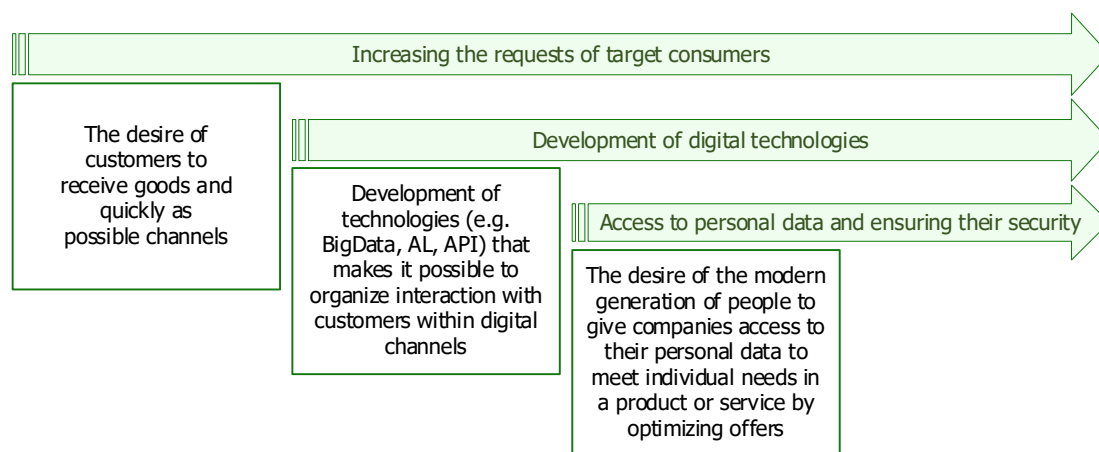 Increasing the requests of target consumers
The desire of
customers to
receive goods and
quickly as
possible channels
Development of digital technologies
Development of
technologies (e.g.
BigData, AL, API) that
makes it possible to
organize interaction with
customers within digital
channels
Access to personal data and ensuring their security
The desire of the modern
generation of people to
give companies access to
their personal data to
meet individual needs in
a product or service by
optimizing offers